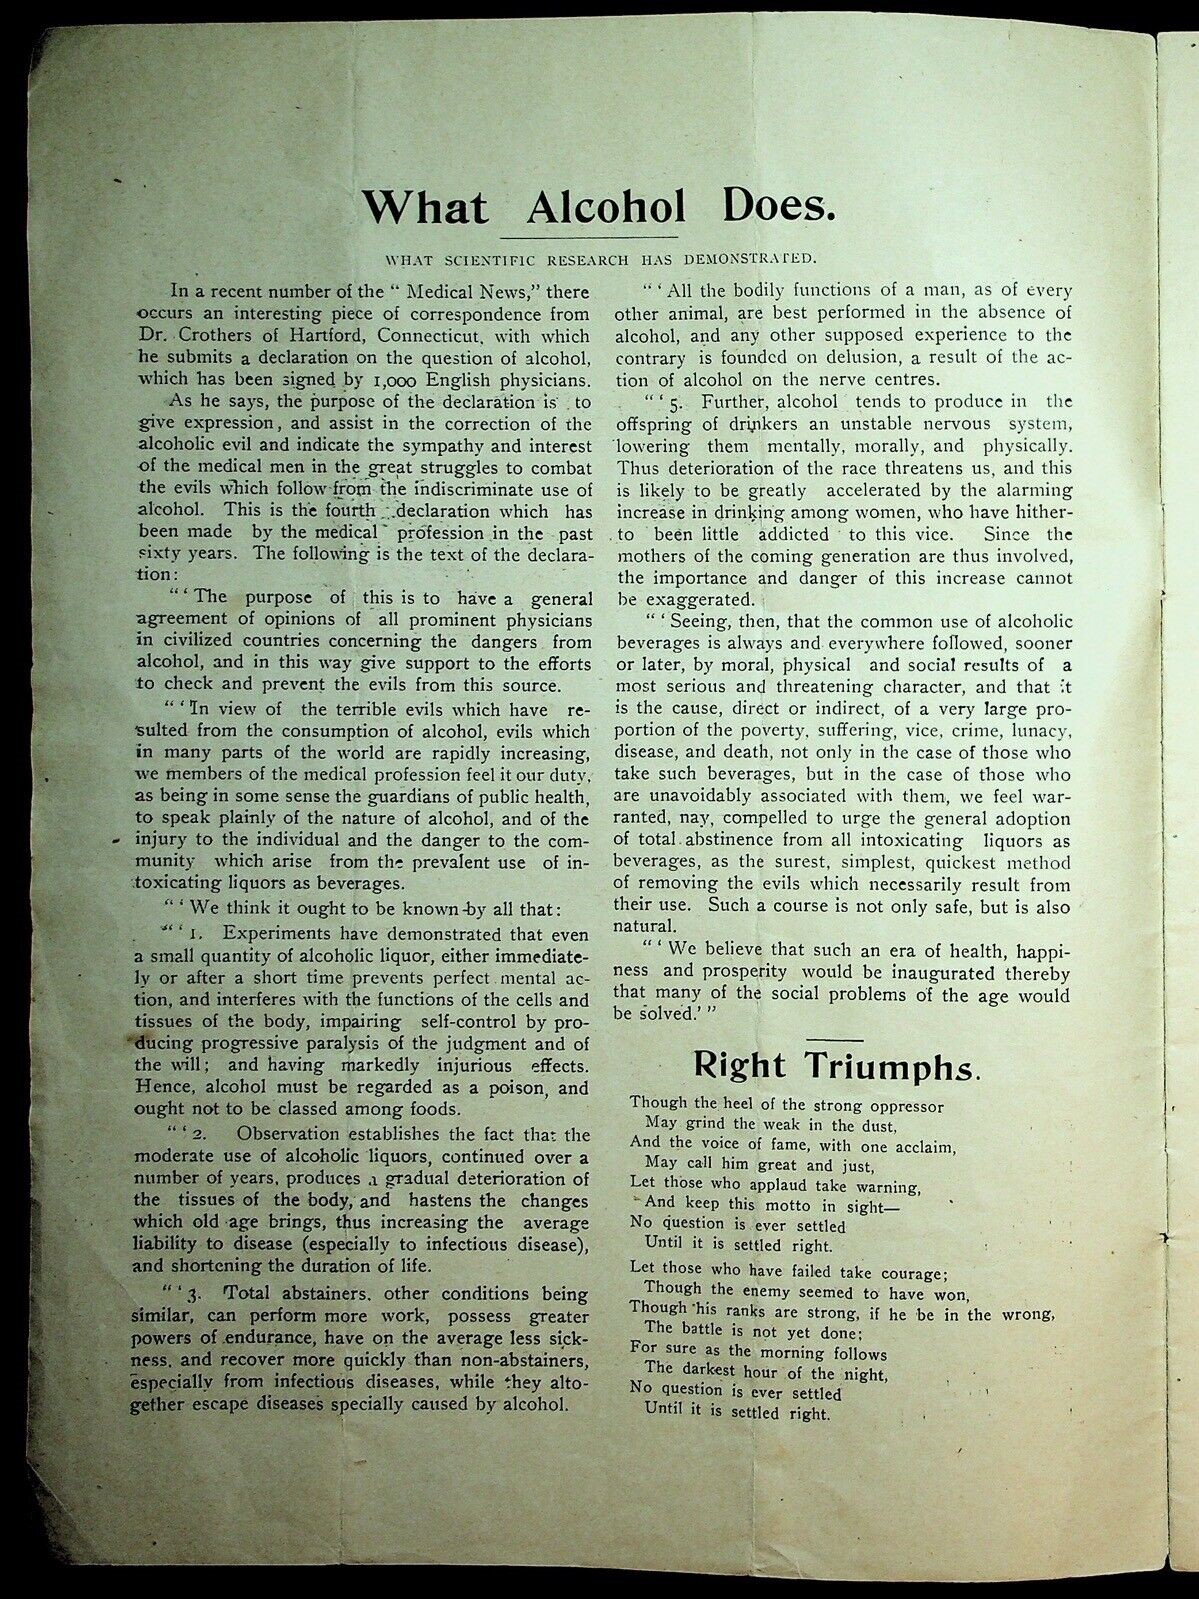 What Alcohol Does.
WHAT SCIENTIFIC RESEARCH HAS DEMONSTRATED.
In a recent number of the “ Medical News,” there
occurs an interesting piece of correspondence from
Dr. Crothers of Hartford, Connecticut, with which
he submits a declaration on the question of alcohol,
which has been signed by 1,000 English physicians.
As he says, the purpose of the declaration is to
give expression, and assist in the correction of the
alcoholic evil and indicate the sympathy and interest
of the medical men in the great struggles to combat
the evils which follow from the indiscriminate use of
alcohol. This is the fourth declaration which has
been made by the medical profession in the past
sixty years. The following is the text of the declara-
tion:
“ ‘ The purpose of this is to have a general
agreement of opinions of all prominent physicians
in civilized countries concerning the dangers from
alcohol, and in this way give support to the efforts
to check and prevent the evils from this source.
“ ‘ In view of the terrible evils which have re-
sulted from the consumption of alcohol, evils which
in many parts of the world are rapidly increasing,
we members of the medical profession feel it our duty,
as being in some sense the guardians of public health,
to speak plainly of the nature of alcohol, and of the
injury to the individual and the danger to the com-
munity which arise from the prevalent use of in-
toxicating liquors as beverages.
“ ‘ We think it ought to be known by all that:
“ ‘ 1. Experiments have demonstrated that even
a small quantity of alcoholic liquor, either immediate-
ly or after a short time prevents perfect mental ac-
tion, and interferes with the functions of the cells and
tissues of the body, impairing self-control by pro-
ducing progressive paralysis of the judgment and of
the will; and having markedly injurious effects.
Hence, alcohol must be regarded as a poison, and
ought not to be classed among foods.
“ ‘ 2. Observation establishes the fact that the
moderate use of alcoholic liquors, continued over a
number of years, produces a gradual deterioration of
the tissues of the body, and hastens the changes
which old age brings, thus increasing the average
liability to disease (especially to infectious disease),
and shortening the duration of life.
“ ‘ 3. Total abstainers, other conditions being
similar, can perform more work, possess greater
powers of endurance, have on the average less sick-
ness, and recover more quickly than non-abstainers,
especially from infectious diseases, while they alto-
gether escape diseases specially caused by alcohol.
“ ‘ All the bodily functions of a man, as of every
other animal, are best performed in the absence of
alcohol, and any other supposed experience to the
contrary is founded on delusion, a result of the ac-
tion of alcohol on the nerve centres.
“ ‘ 5. Further, alcohol tends to produce in the
offspring of drinkers an unstable nervous system,
lowering them mentally, morally, and physically.
Thus deterioration of the race threatens us, and this
is likely to be greatly accelerated by the alarming
increase in drinking among women, who have hither-
to been little addicted to this vice. Since the
mothers of the coming generation are thus involved,
the importance and danger of this increase cannot
be exaggerated.
“ ‘ Seeing, then, that the common use of alcoholic
beverages is always and everywhere followed, sooner
or later, by moral, physical and social results of a
most serious and threatening character, and that it
is the cause, direct or indirect, of a very large pro-
portion of the poverty, suffering, vice, crime, lunacy,
disease, and death, not only in the case of those who
take such beverages, but in the case of those who
are unavoidably associated with them, we feel war-
ranted, nay, compelled to urge the general adoption
of total abstinence from all intoxicating liquors as
beverages, as the surest, simplest, quickest method
of removing the evils which necessarily result from
their use. Such a course is not only safe, but is also
natural.
“ ‘ We believe that such an era of health, happi-
ness and prosperity would be inaugurated thereby
that many of the social problems of the age would
be solved.’ ”
Right Triumphs.
Though the heel of the strong oppressor
May grind the weak in the dust,
And the voice of fame, with one acclaim,
May call him great and just,
Let those who applaud take warning,
And keep this motto in sight—
No question is ever settled
Until it is settled right.
Let those who have failed take courage;
Though the enemy seemed to have won,
Though his ranks are strong, if he be in the wrong,
The battle is not yet done;
For sure as the morning follows
The darkest hour of the night,
No question is ever settled
Until it is settled right.